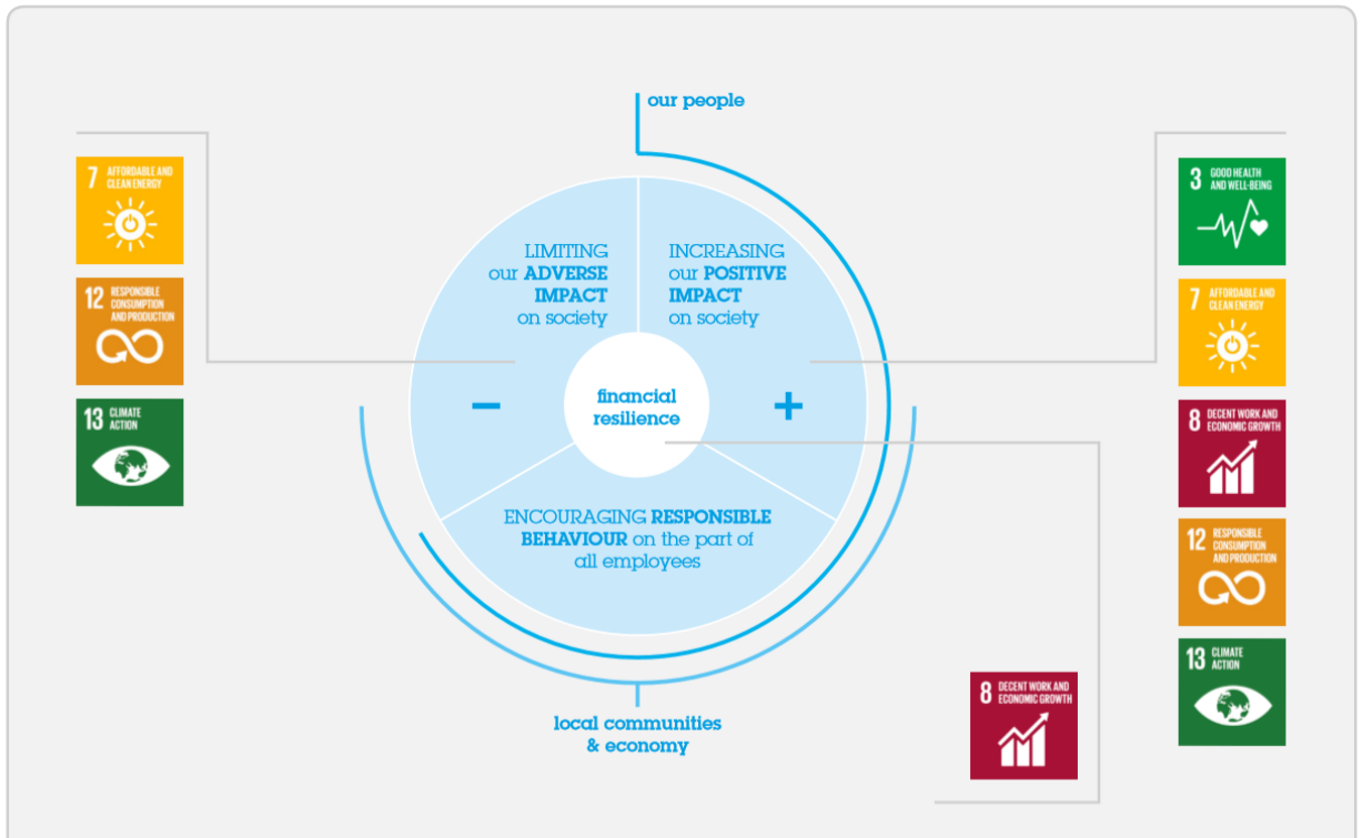 our people
7 AFFORDABLE AND
CLEAN ENERGY
12 RESPONSIBLE
CONSUMPTION
AND PRODUCTION
13 CLIMATE
ACTION
LIMITING
our ADVERSE
IMPACT
on society
INCREASING
our POSITIVE
IMPACT
on society
financial
resilience
−
+
ENCOURAGING RESPONSIBLE
BEHAVIOUR on the part of
all employees
local communities
& economy
3 GOOD HEALTH
AND WELL-BEING
7 AFFORDABLE AND
CLEAN ENERGY
8 DECENT WORK AND
ECONOMIC GROWTH
12 RESPONSIBLE
CONSUMPTION
AND PRODUCTION
13 CLIMATE
ACTION
8 DECENT WORK AND
ECONOMIC GROWTH